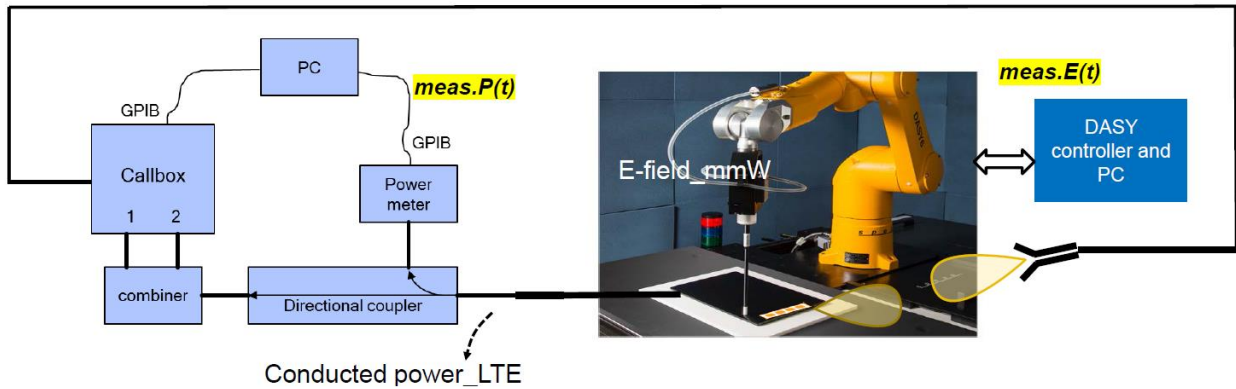 PC
meas.P(t)
meas.E(t)
GPIB
GPIB
DASY
controller and
PC
Callbox
1 2
Power
meter
E-field_mmW
DASY6
combiner
Directional coupler
Conducted power_LTE